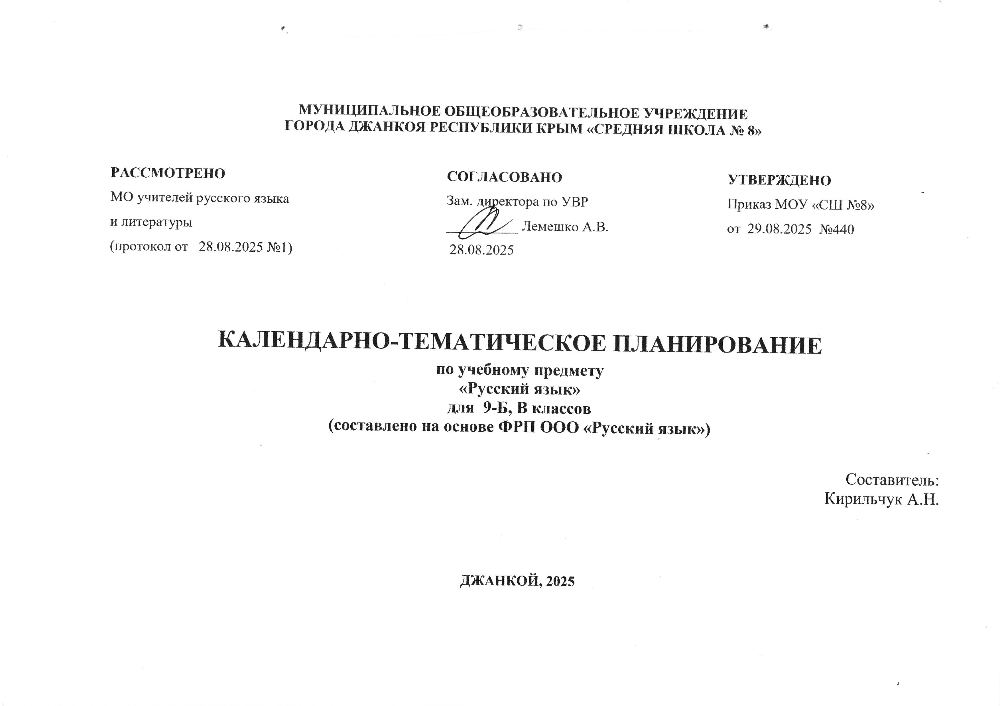 МУНИЦИПАЛЬНОЕ ОБЩЕОБРАЗОВАТЕЛЬНОЕ УЧРЕЖДЕНИЕ
ГОРОДА ДЖАНКОЯ РЕСПУБЛИКИ КРЫМ «СРЕДНЯЯ ШКОЛА № 8»
РАССМОТРЕНО
МО учителей русского языка
и литературы
(протокол от 28.08.2025 №1)
СОГЛАСОВАНО
Зам. директора по УВР
Лемешко А.В.
28.08.2025
УТВЕРЖДЕНО
Приказ МОУ «СШ №8»
от 29.08.2025 №440
КАЛЕНДАРНО-ТЕМАТИЧЕСКОЕ ПЛАНИРОВАНИЕ
по учебному предмету
«Русский язык»
для 9-Б, В классов
(составлено на основе ФРП ООО «Русский язык»)
Составитель:
Кирильчук А.Н.
ДЖАНКОЙ, 2025